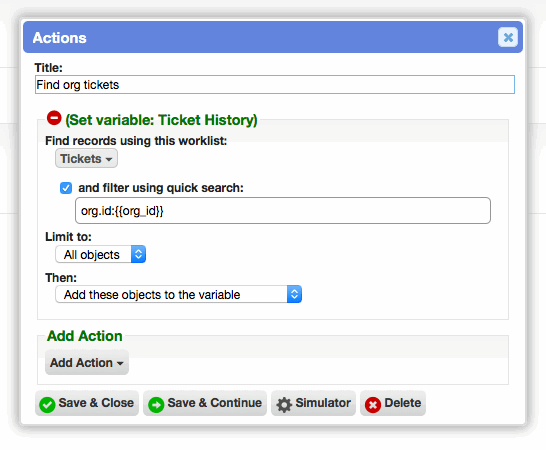 Actions
Title:
Find org tickets
(Set variable: Ticket History)
Find records using this worklist:
Tickets
and filter using quick search:
org.id:{{org_id}}
Limit to:
All objects
Then:
Add these objects to the variable
Add Action
Add Action
Save & Close Save & Continue Simulator Delete